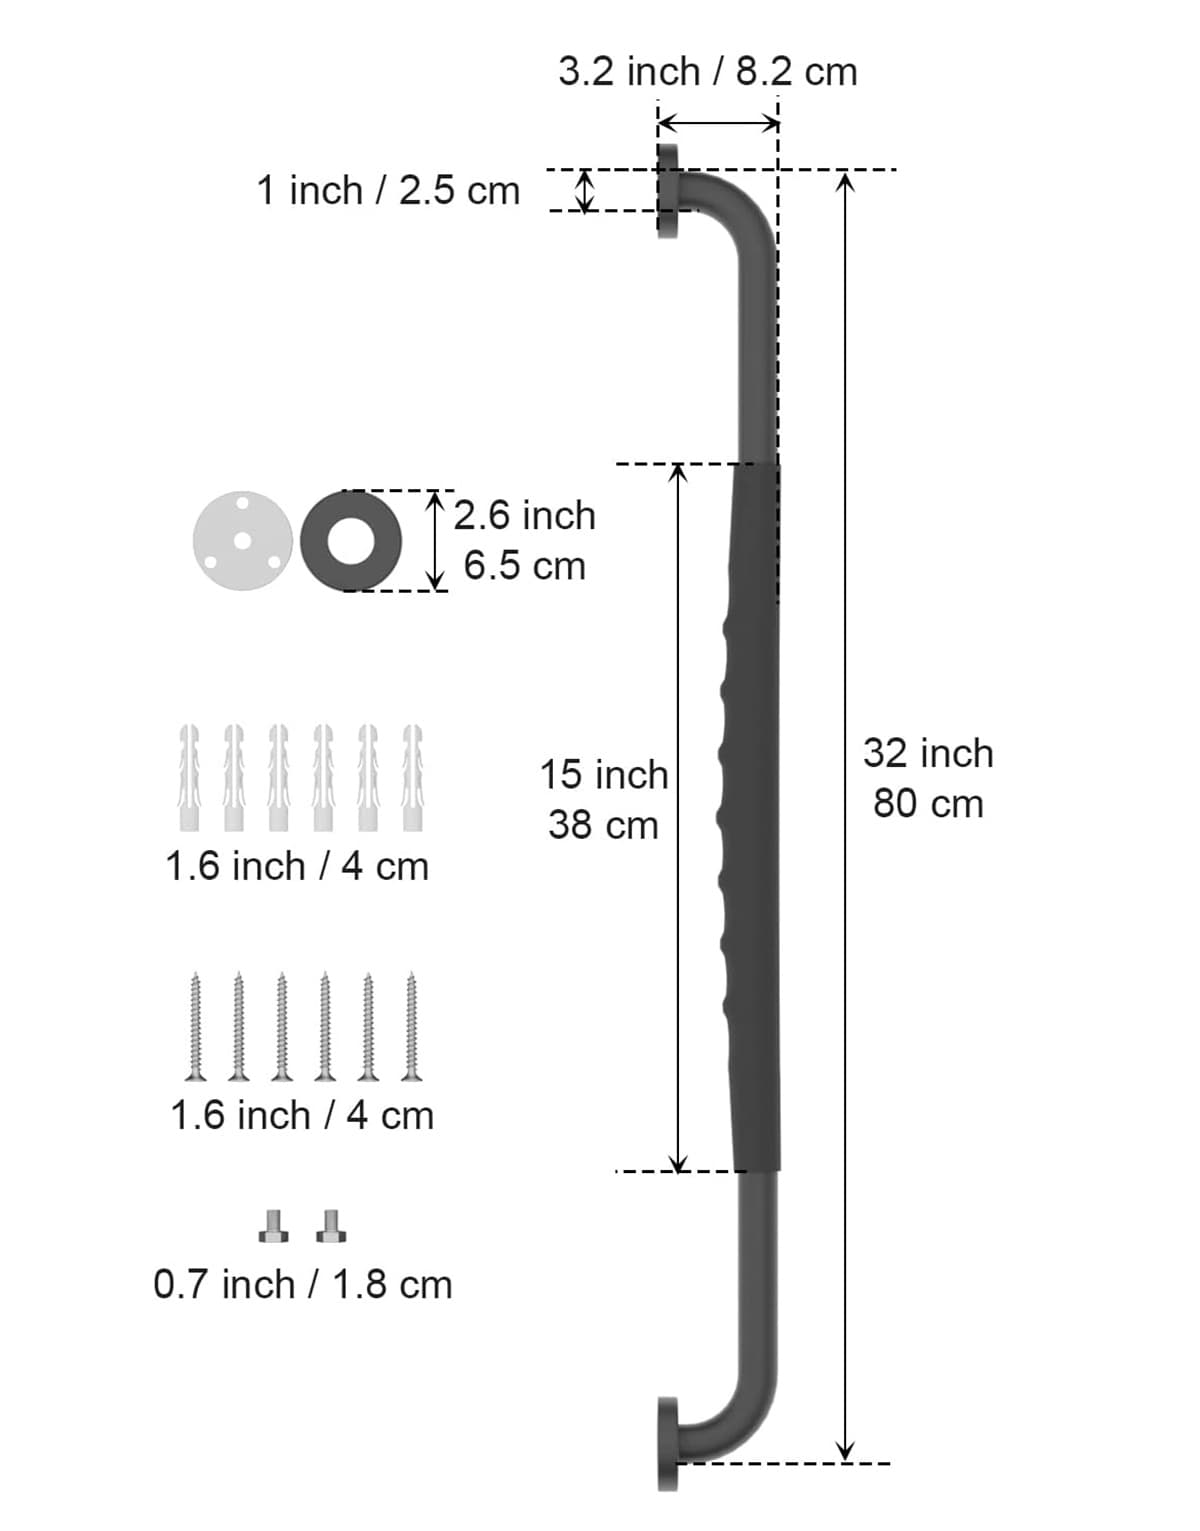 3.2 inch / 8.2 cm
1 inch / 2.5 cm
2.6 inch
6.5 cm
15 inch
38 cm
32 inch
80 cm
1.6 inch / 4 cm
1.6 inch / 4 cm
0.7 inch / 1.8 cm